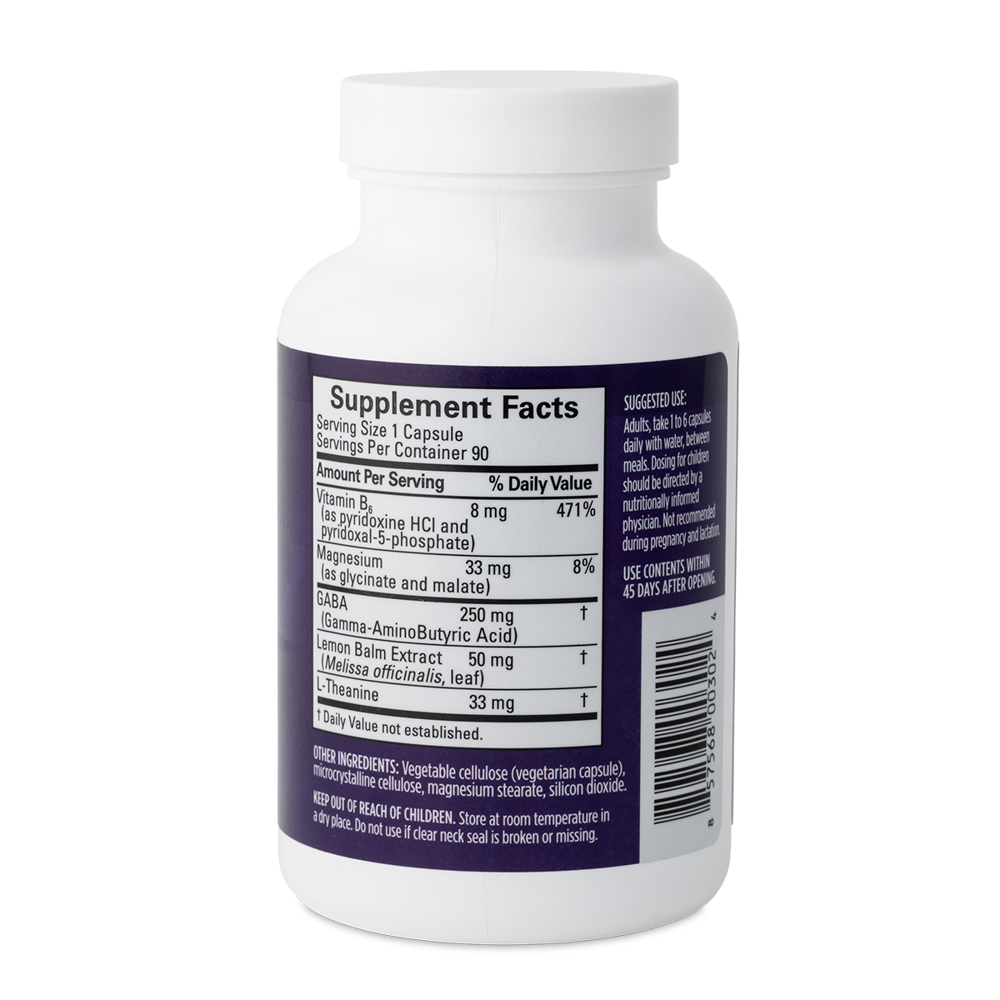 Supplement Facts
Serving Size 1 Capsule
Servings Per Container 90
Amount Per Serving % Daily Value
Vitamin B6 8 mg 471%
(as pyridoxine HCl and
pyridoxal-5-phosphate)
Magnesium 33 mg 8%
(as glycinate and malate)
GABA 250 mg †
(Gamma-AminoButyric Acid)
Lemon Balm Extract 50 mg †
(Melissa officinalis, leaf)
L-Theanine 33 mg †
† Daily Value not established.
OTHER INGREDIENTS: Vegetable cellulose (vegetarian capsule),
microcrystalline cellulose, magnesium stearate, silicon dioxide.
KEEP OUT OF REACH OF CHILDREN. Store at room temperature in
a dry place. Do not use if clear neck seal is broken or missing.
SUGGESTED USE:
Adults, take 1 to 6 capsules
daily with water, between
meals. Dosing for children
should be directed by a
nutritionally informed
physician. Not recommended
during pregnancy and lactation.
USE CONTENTS WITHIN
45 DAYS AFTER OPENING.
8 57568 00302 4